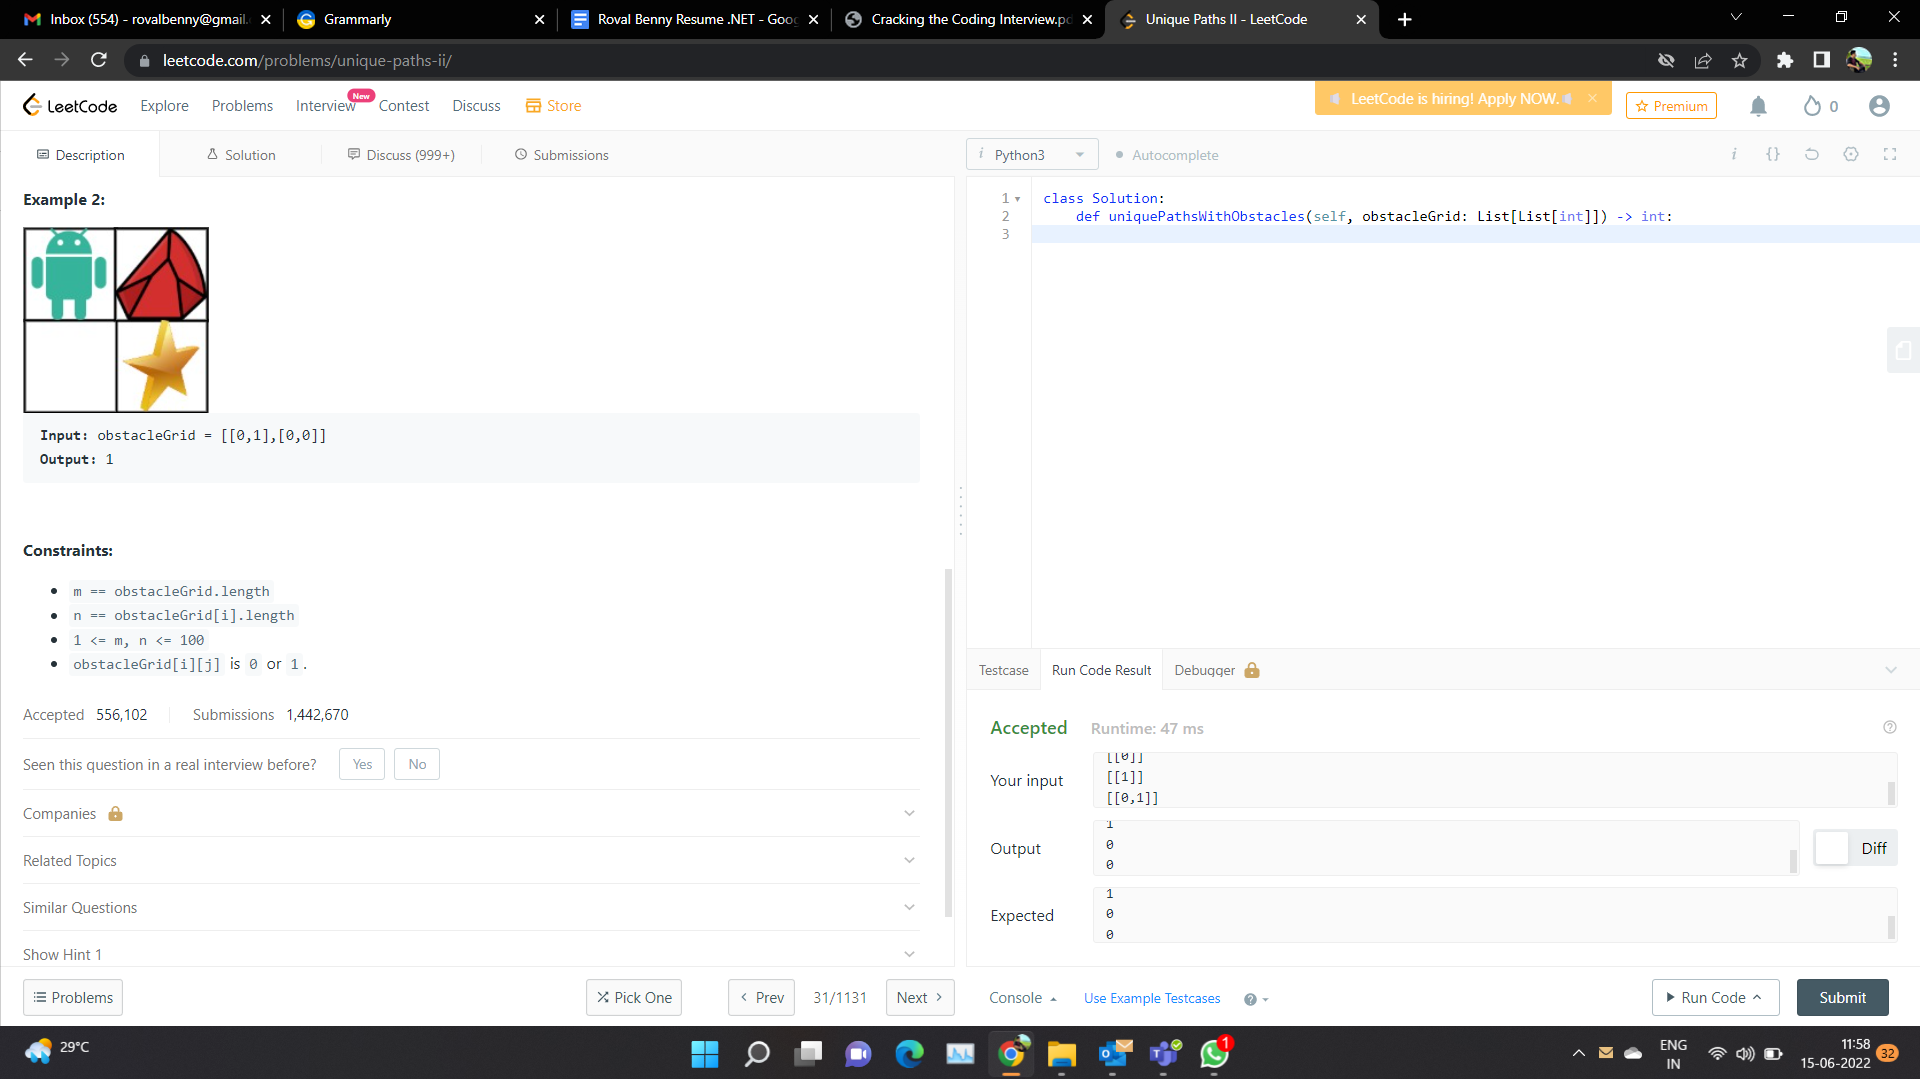 Inbox (554) - rovalbenny@gmail.
Grammarly
Roval Benny Resume .NET - Goog
Cracking the Coding Interview.pd
Unique Paths II - LeetCode
leetcode.com/problems/unique-paths-ii/
LeetCode
Explore
Problems
Interview
New
Contest
Discuss
Store
LeetCode is hiring! Apply NOW.
Premium
0
Description
Solution
Discuss (999+)
Submissions
Python3
Autocomplete
Example 2:
Input: obstacleGrid = [[0,1],[0,0]]
Output: 1
Constraints:
m == obstacleGrid.length
n == obstacleGrid[i].length
1 <= m, n <= 100
obstacleGrid[i][j] is 0 or 1.
Accepted 556,102 Submissions 1,442,670
Seen this question in a real interview before? Yes No
Companies
Related Topics
Similar Questions
Show Hint 1
Problems
Pick One
Prev
31/1131
Next
1 class Solution:
2 def uniquePathsWithObstacles(self, obstacleGrid: List[List[int]]) -> int:
3
Testcase
Run Code Result
Debugger
Accepted Runtime: 47 ms
Your input
[[0]]
[[1]]
[[0,1]]
Output
1
0
0
Diff
Expected
1
0
0
Console
Use Example Testcases
Run Code
Submit
29°C
1
ENG
IN
11:58
15-06-2022
32